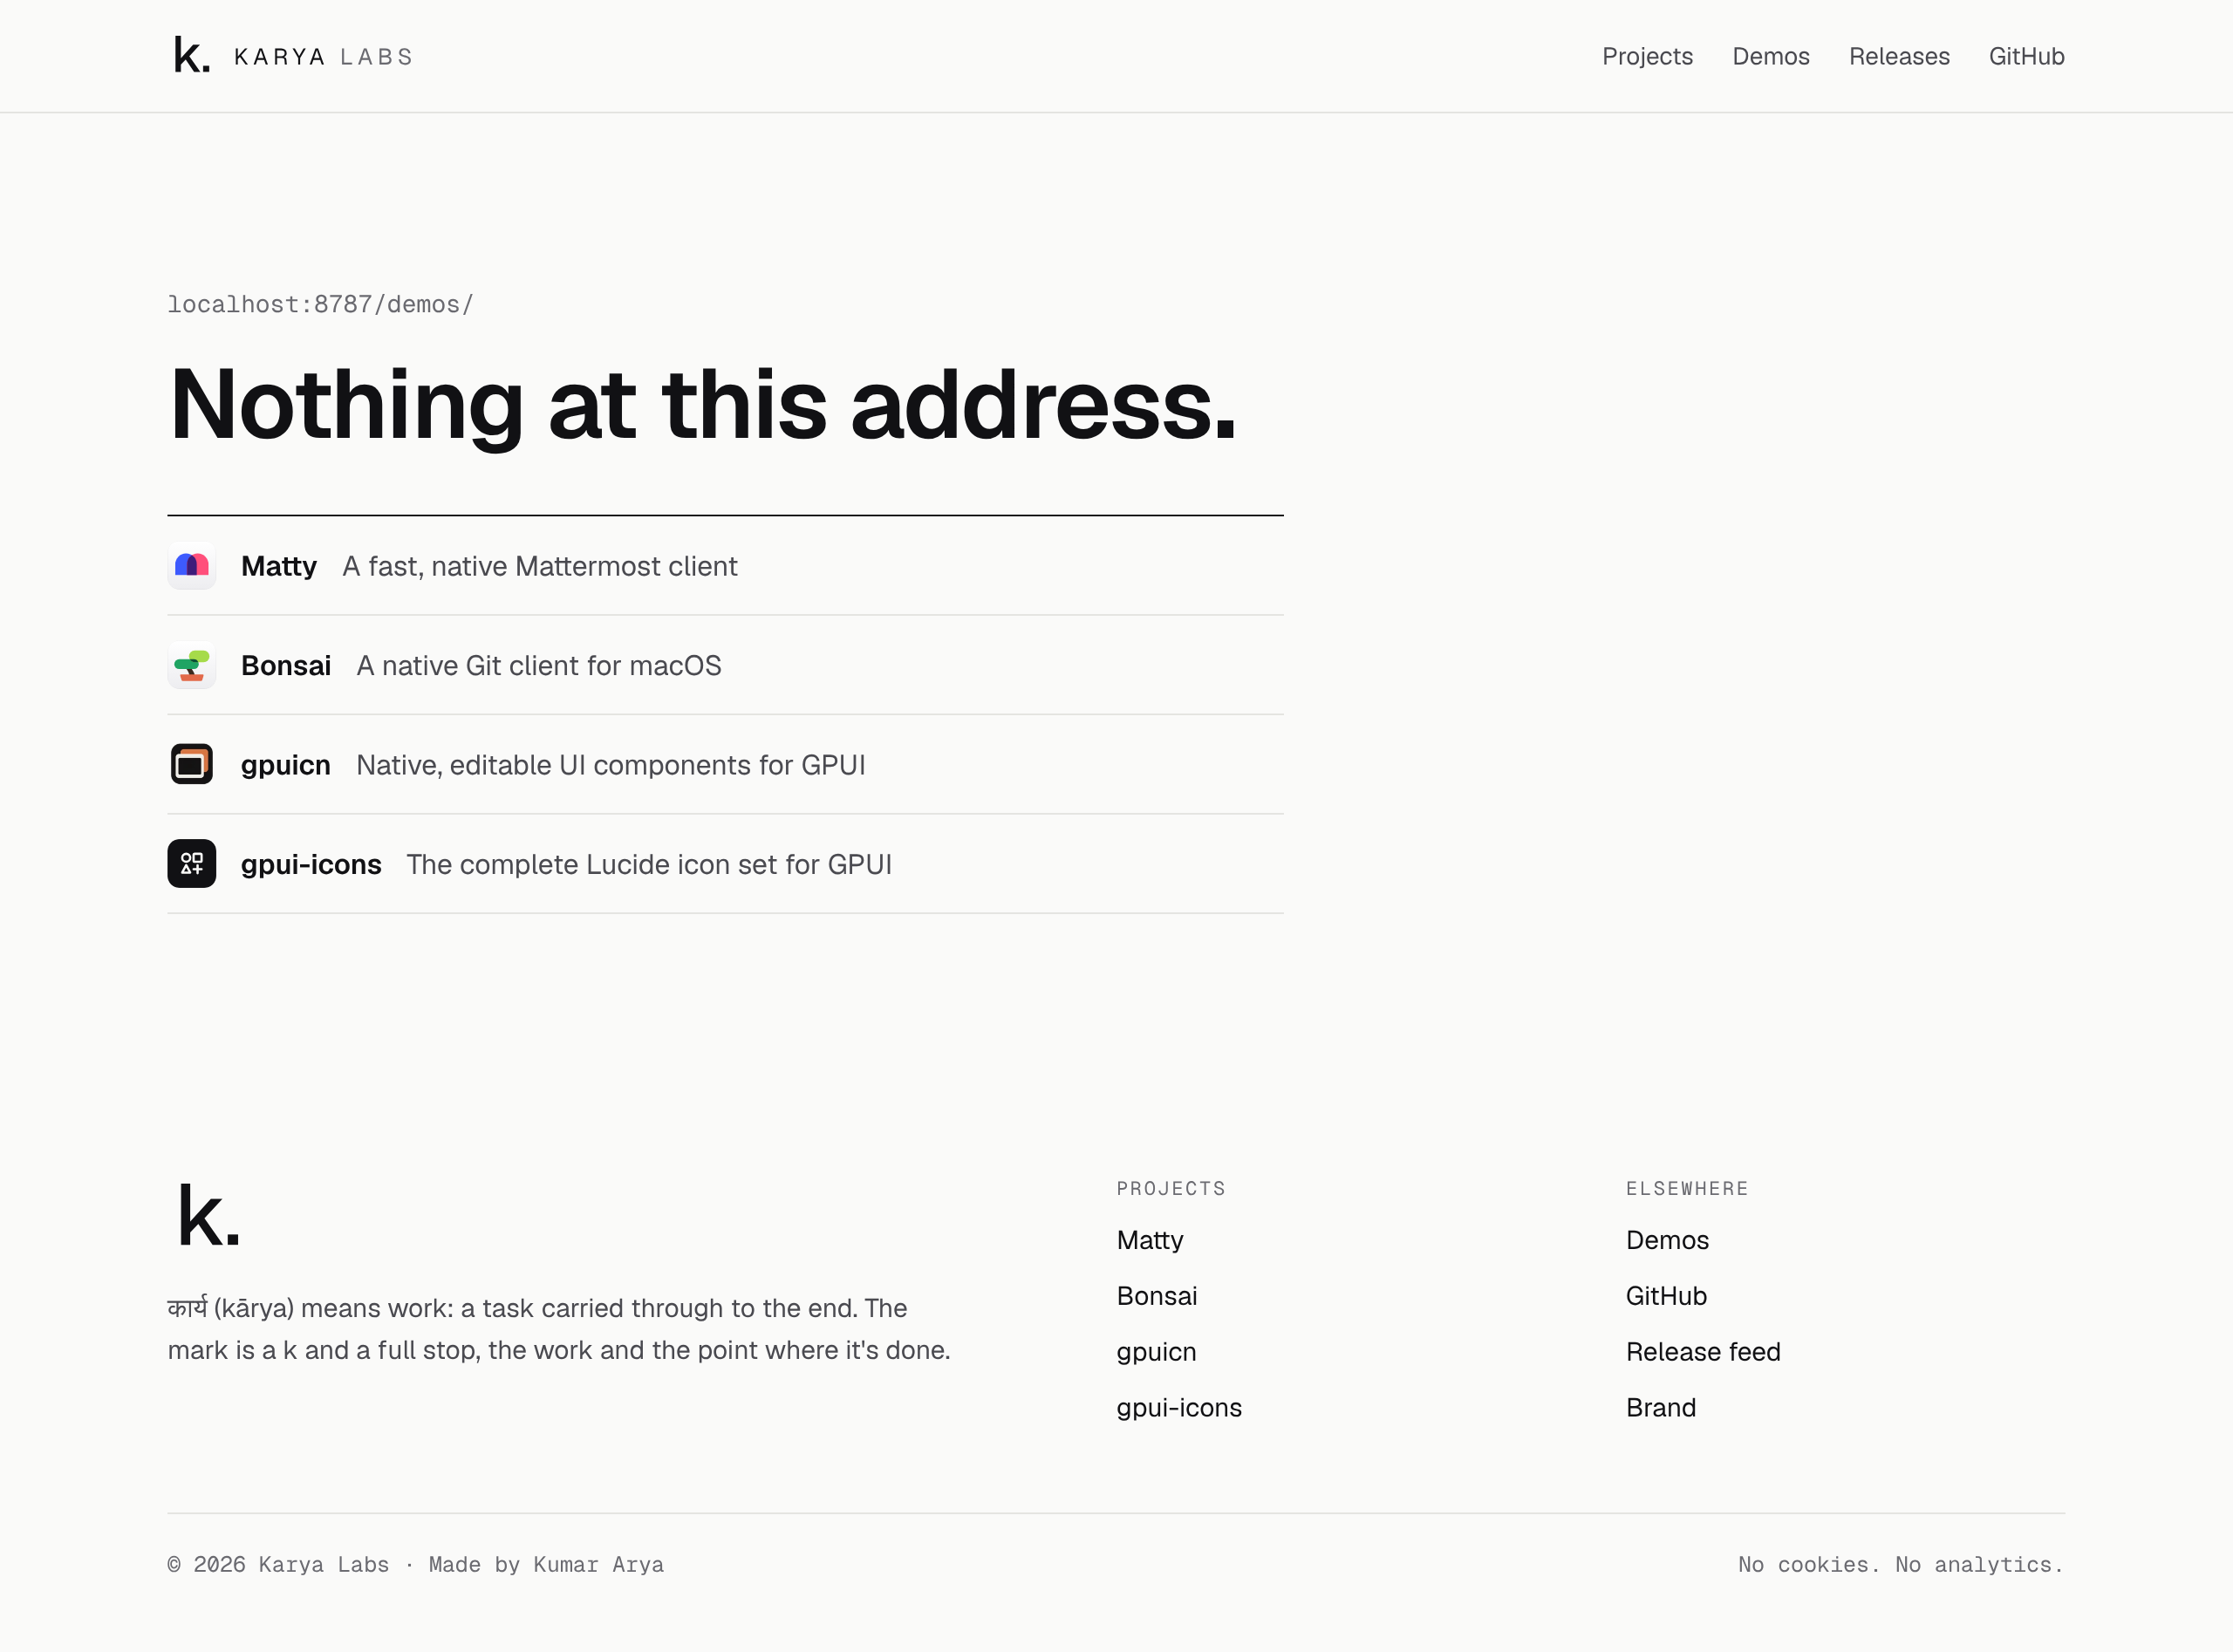 k. KARYA LABS
Projects Demos Releases GitHub
localhost:8787/demos/
Nothing at this address.
Matty A fast, native Mattermost client
Bonsai A native Git client for macOS
gpuicn Native, editable UI components for GPUI
gpui-icons The complete Lucide icon set for GPUI
k.
कार्य (kārya) means work: a task carried through to the end. The
mark is a k and a full stop, the work and the point where it's done.
PROJECTS
Matty
Bonsai
gpuicn
gpui-icons
ELSEWHERE
Demos
GitHub
Release feed
Brand
© 2026 Karya Labs · Made by Kumar Arya
No cookies. No analytics.